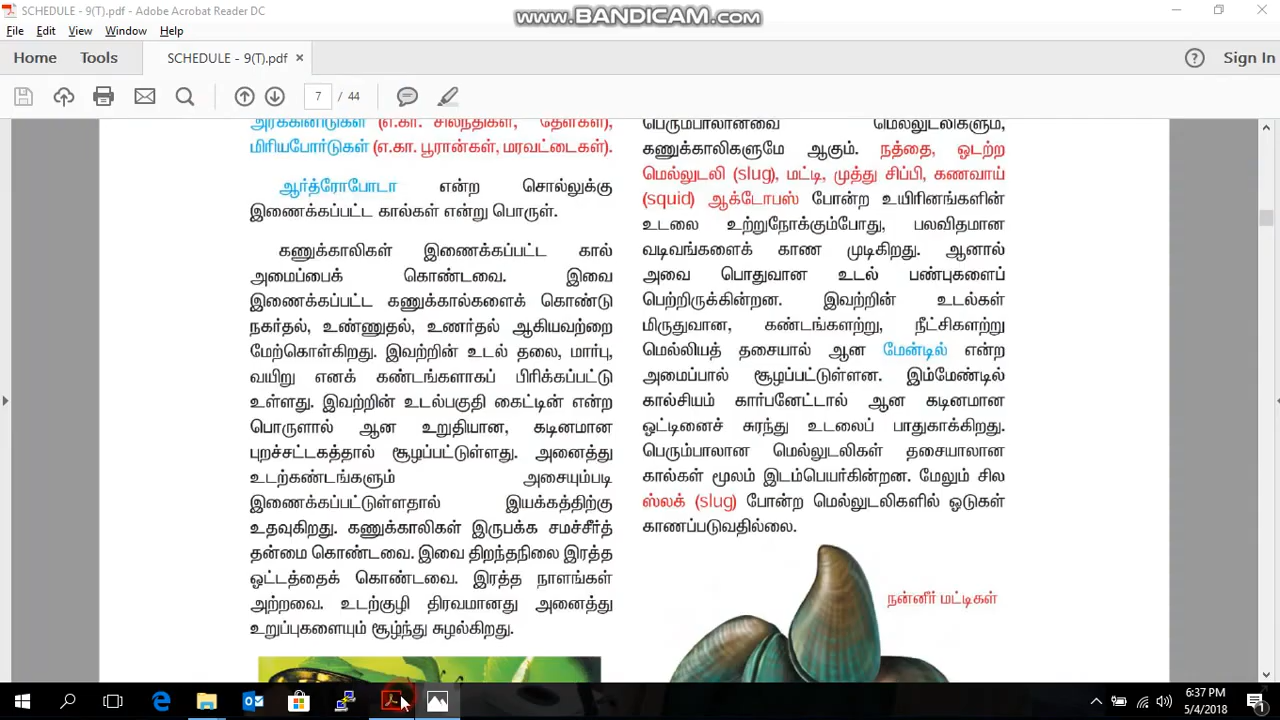 SCHEDULE - 9(T).pdf - Adobe Acrobat Reader DC
www.BANDICAM.com
File Edit View Window Help
Home Tools SCHEDULE - 9(T).pdf × Sign In
7 / 44
அரக்கினிடுகள் (எ.கா. சிலந்திகள், தேள்கள்),
மிரியபோர்டுகள் (எ.கா. பூரான்கள், மரவட்டைகள்).
ஆர்த்ரோபோடா என்ற சொல்லுக்கு
இணைக்கப்பட்ட கால்கள் என்று பொருள்.
கணுக்காலிகள் இணைக்கப்பட்ட கால்
அமைப்பைக் கொண்டவை. இவை
இணைக்கப்பட்ட கணுக்கால்களைக் கொண்டு
நகர்தல், உண்ணுதல், உணர்தல் ஆகியவற்றை
மேற்கொள்கிறது. இவற்றின் உடல் தலை, மார்பு,
வயிறு எனக் கண்டங்களாகப் பிரிக்கப்பட்டு
உள்ளது. இவற்றின் உடல்பகுதி கைட்டின் என்ற
பொருளால் ஆன உறுதியான, கடினமான
புறச்சட்டகத்தால் சூழப்பட்டுள்ளது. அனைத்து
உடற்கண்டங்களும் அசையும்படி
இணைக்கப்பட்டுள்ளதால் இயக்கத்திற்கு
உதவுகிறது. கணுக்காலிகள் இருபக்க சமச்சீர்த்
தன்மை கொண்டவை. இவை திறந்தநிலை இரத்த
ஓட்டத்தைக் கொண்டவை. இரத்த நாளங்கள்
அற்றவை. உடற்குழி திரவமானது அனைத்து
உறுப்புகளையும் சூழ்ந்து சுழல்கிறது.
பெரும்பாலானவை மெல்லுடலிகளும்,
கணுக்காலிகளுமே ஆகும். நத்தை, ஓடற்ற
மெல்லுடலி (slug), மட்டி, முத்து சிப்பி, கணவாய்
(squid) ஆக்டோபஸ் போன்ற உயிரினங்களின்
உடலை உற்றுநோக்கும்போது, பலவிதமான
வடிவங்களைக் காண முடிகிறது. ஆனால்
அவை பொதுவான உடல் பண்புகளைப்
பெற்றிருக்கின்றன. இவற்றின் உடல்கள்
மிருதுவான, கண்டங்களற்று, நீட்சிகளற்று
மெல்லியத் தசையால் ஆன மேன்டில் என்ற
அமைப்பால் சூழப்பட்டுள்ளன. இம்மேண்டில்
கால்சியம் கார்பனேட்டால் ஆன கடினமான
ஓட்டினைச் சுரந்து உடலைப் பாதுகாக்கிறது.
பெரும்பாலான மெல்லுடலிகள் தசையாலான
கால்கள் மூலம் இடம்பெயர்கின்றன. மேலும் சில
ஸ்லக் (slug) போன்ற மெல்லுடலிகளில் ஓடுகள்
காணப்படுவதில்லை.
நன்னீர் மட்டிகள்
6:37 PM
5/4/2018